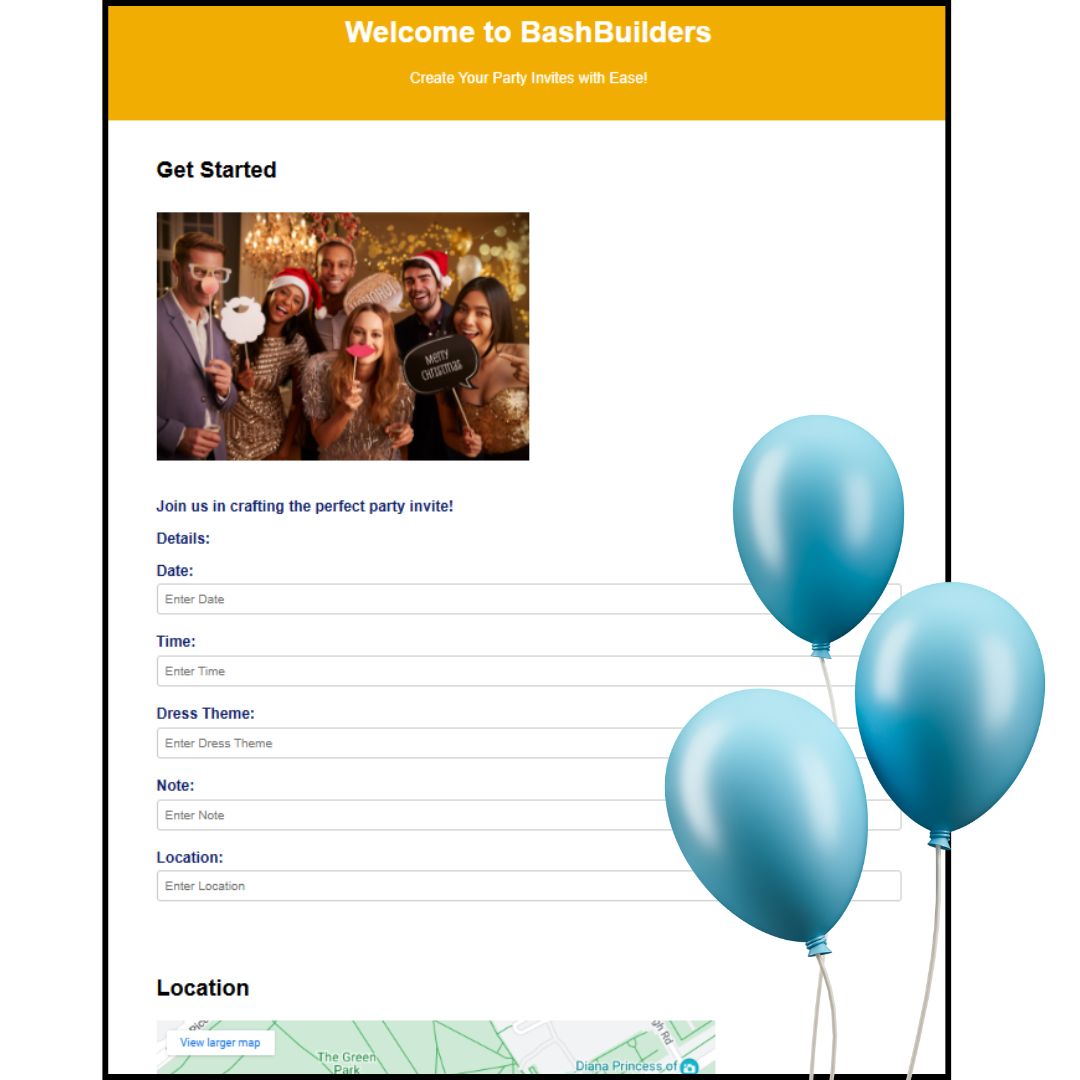 Welcome to BashBuilders
Create Your Party Invites with Ease!
Get Started
MERRY
CHRISTMAS
Join us in crafting the perfect party invite!
Details:
Date:
Enter Date
Time:
Enter Time
Dress Theme:
Enter Dress Theme
Note:
Enter Note
Location:
Enter Location
Location
View larger map
The Green
Park
Diana Princess of